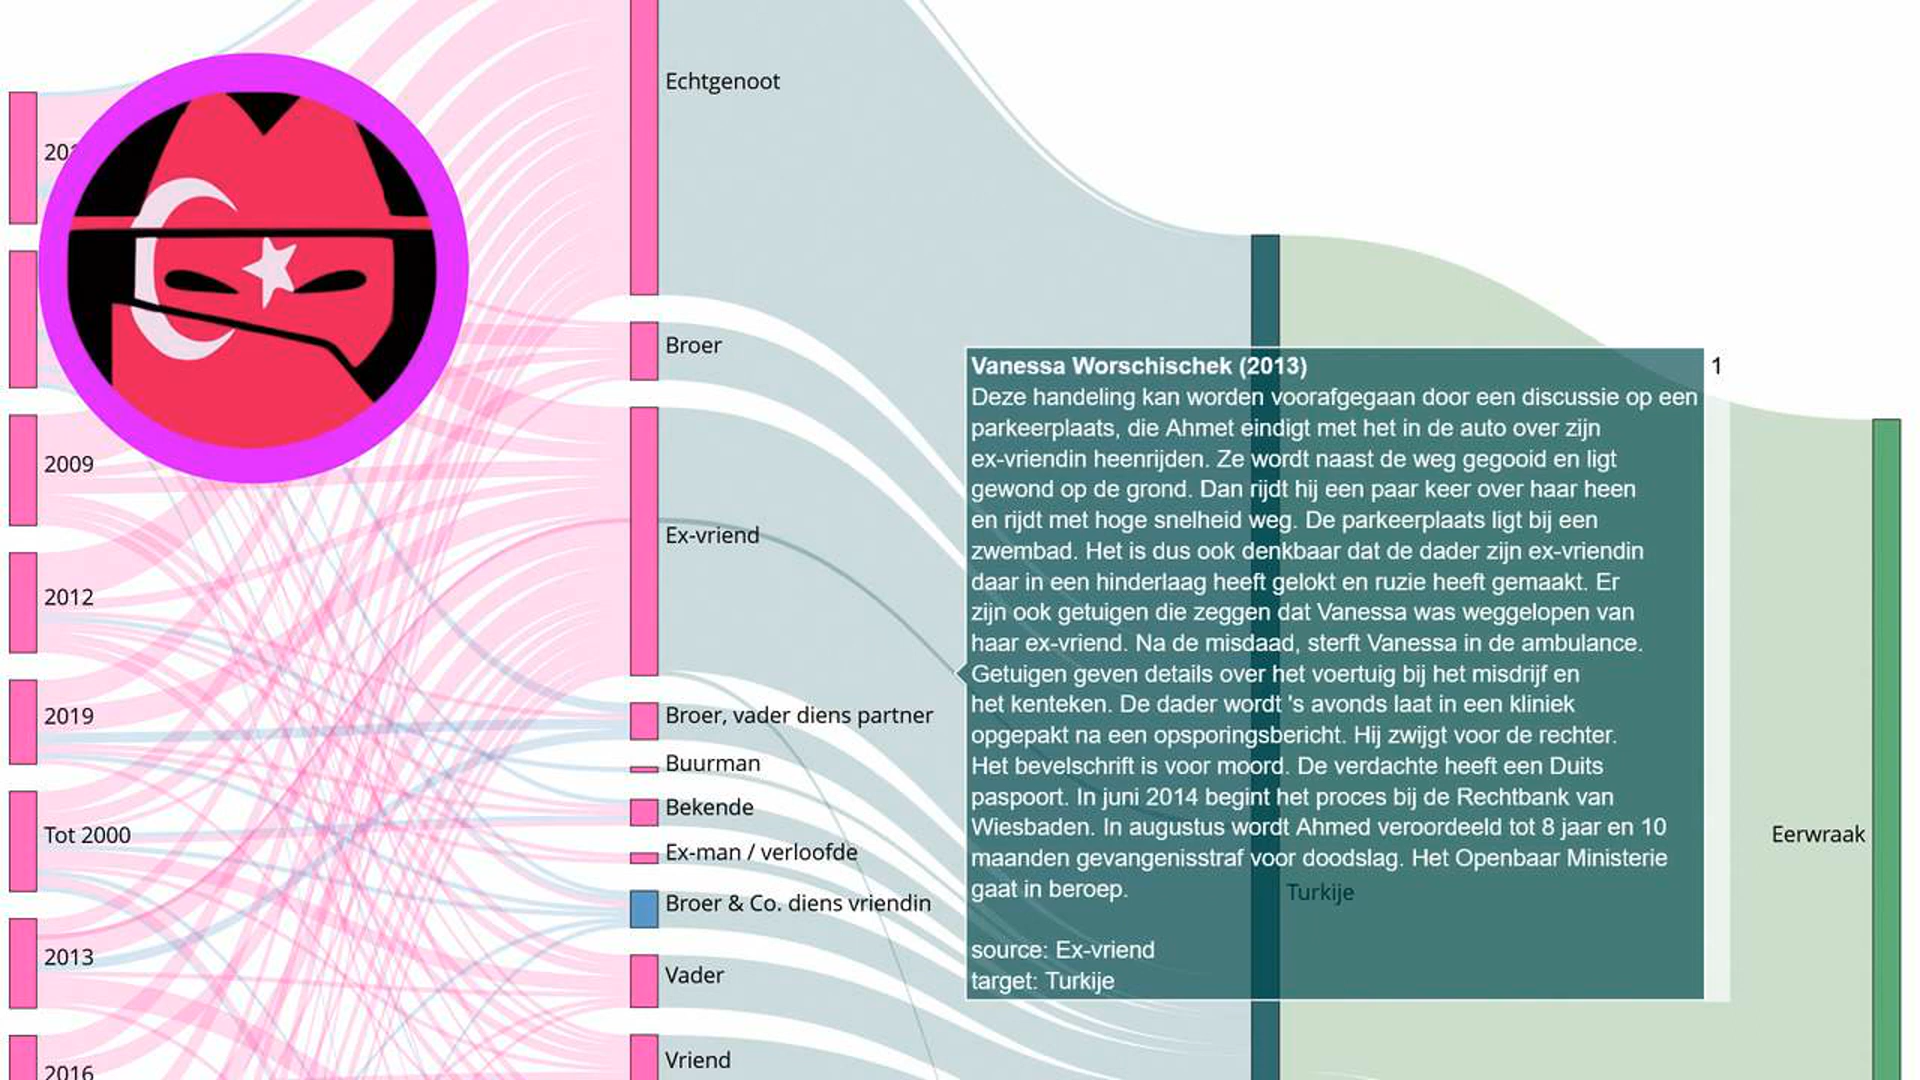 Echtgenoot
Broer
Ex-vriend
Broer, vader diens partner
Buurman
Bekende
Ex-man / verloofde
Broer & Co. diens vriendin
Vader
Vriend
2009
2012
2019
Tot 2000
2013
2016
Vanessa Worschischek (2013)
Deze handeling kan worden voorafgegaan door een discussie op een
parkeerplaats, die Ahmet eindigt met het in de auto over zijn
ex-vriendin heenrijden. Ze wordt naast de weg gegooid en ligt
gewond op de grond. Dan rijdt hij een paar keer over haar heen
en rijdt met hoge snelheid weg. De parkeerplaats ligt bij een
zwembad. Het is dus ook denkbaar dat de dader zijn ex-vriendin
daar in een hinderlaag heeft gelokt en ruzie heeft gemaakt. Er
zijn ook getuigen die zeggen dat Vanessa was weggelopen van
haar ex-vriend. Na de misdaad, sterft Vanessa in de ambulance.
Getuigen geven details over het voertuig bij het misdrijf en
het kenteken. De dader wordt 's avonds laat in een kliniek
opgepakt na een opsporingsbericht. Hij zwijgt voor de rechter.
Het bevelschrift is voor moord. De verdachte heeft een Duits
paspoort. In juni 2014 begint het proces bij de Rechtbank van
Wiesbaden. In augustus wordt Ahmed veroordeeld tot 8 jaar en 10
maanden gevangenisstraf voor doodslag. Het Openbaar Ministerie
gaat in beroep.
source: Ex-vriend
target: Turkije
1
Turkije
Eerwraak